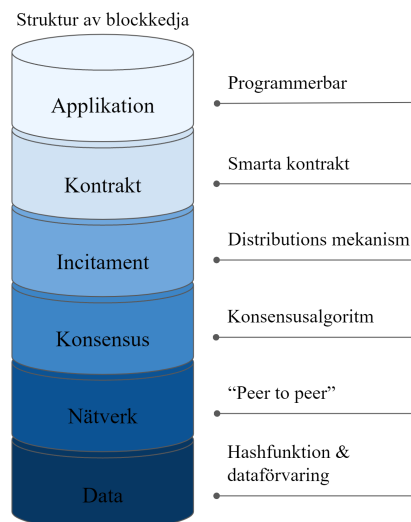 Struktur av blockkedja
Applikation
Programmerbar
Kontrakt
Smarta kontrakt
Incitament
Distributions mekanism
Konsensus
Konsensusalgoritm
Nätverk
“Peer to peer”
Data
Hashfunktion &
dataförvaring